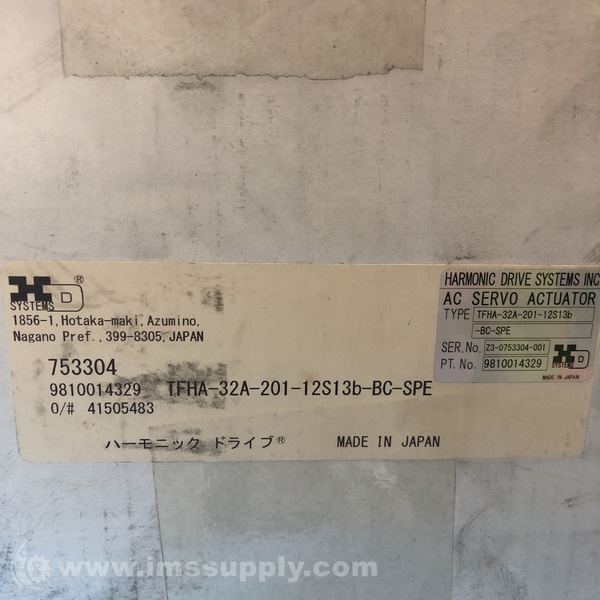 HD®
SYSTEMS
1856-1, Hotaka-maki, Azumino,
Nagano Pref., 399-8305, JAPAN
753304
9810014329 TFHA-32A-201-12S13b-BC-SPE
O/# 41505483
ハーモニック ドライブ® MADE IN JAPAN
HARMONIC DRIVE SYSTEMS INC
AC SERVO ACTUATOR
TYPE TFHA-32A-201-12S13b
-BC-SPE
SER.No. Z3-0753304-001
PT. No. 9810014329
HD
SYSTEMS
MADE IN JAPAN
www.imssupply.com